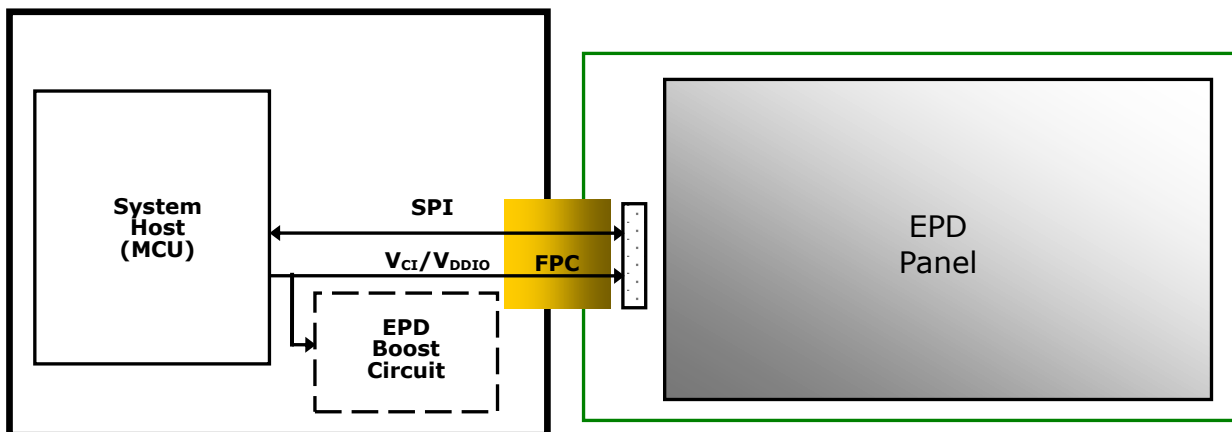 System
Host
(MCU)
SPI
VCI/VDDIO
FPC
EPD
Boost
Circuit
EPD
Panel